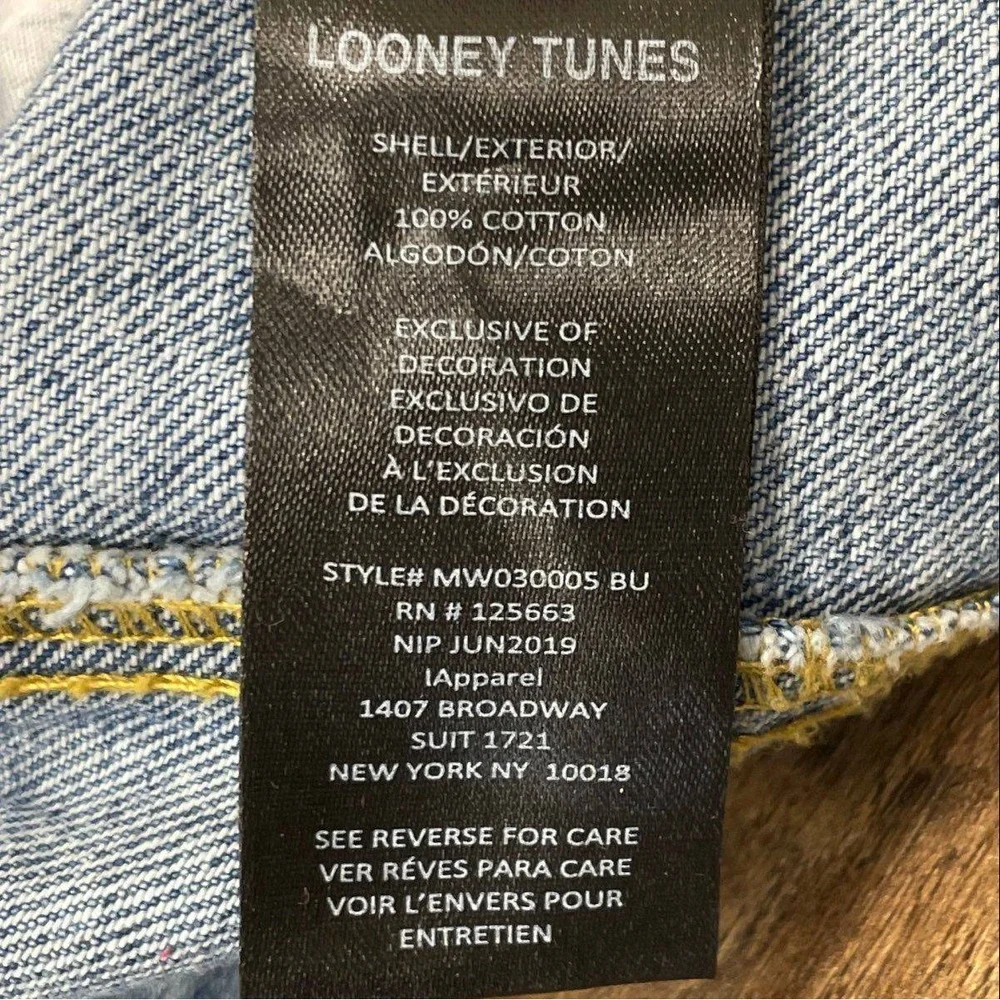 LOONEY TUNES
SHELL/EXTERIOR/
EXTÉRIEUR
100% COTTON
ALGODÓN/COTON
EXCLUSIVE OF
DECORATION
EXCLUSIVO DE
DECORACIÓN
À L'EXCLUSION
DE LA DÉCORATION
STYLE# MW030005 BU
RN # 125663
NIP JUN2019
IApparel
1407 BROADWAY
SUIT 1721
NEW YORK NY 10018
SEE REVERSE FOR CARE
VER RÉVES PARA CARE
VOIR L'ENVERS POUR
ENTRETIEN